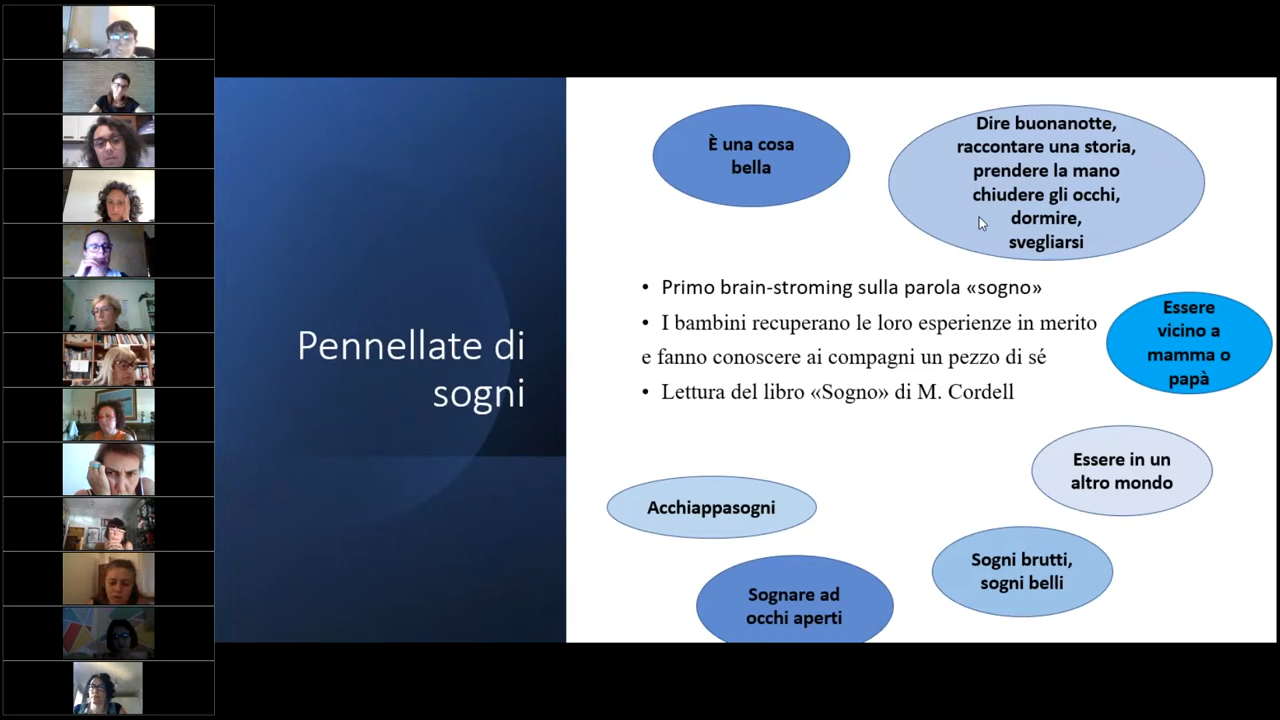 Pennellate di
sogni
È una cosa
bella
Dire buonanotte,
raccontare una storia,
prendere la mano
chiudere gli occhi,
dormire,
svegliarsi
• Primo brain-stroming sulla parola «sogno»
• I bambini recuperano le loro esperienze in merito
e fanno conoscere ai compagni un pezzo di sé
• Lettura del libro «Sogno» di M. Cordell
Essere
vicino a
mamma o
papà
Essere in un
altro mondo
Acchiappasogni
Sogni brutti,
sogni belli
Sognare ad
occhi aperti